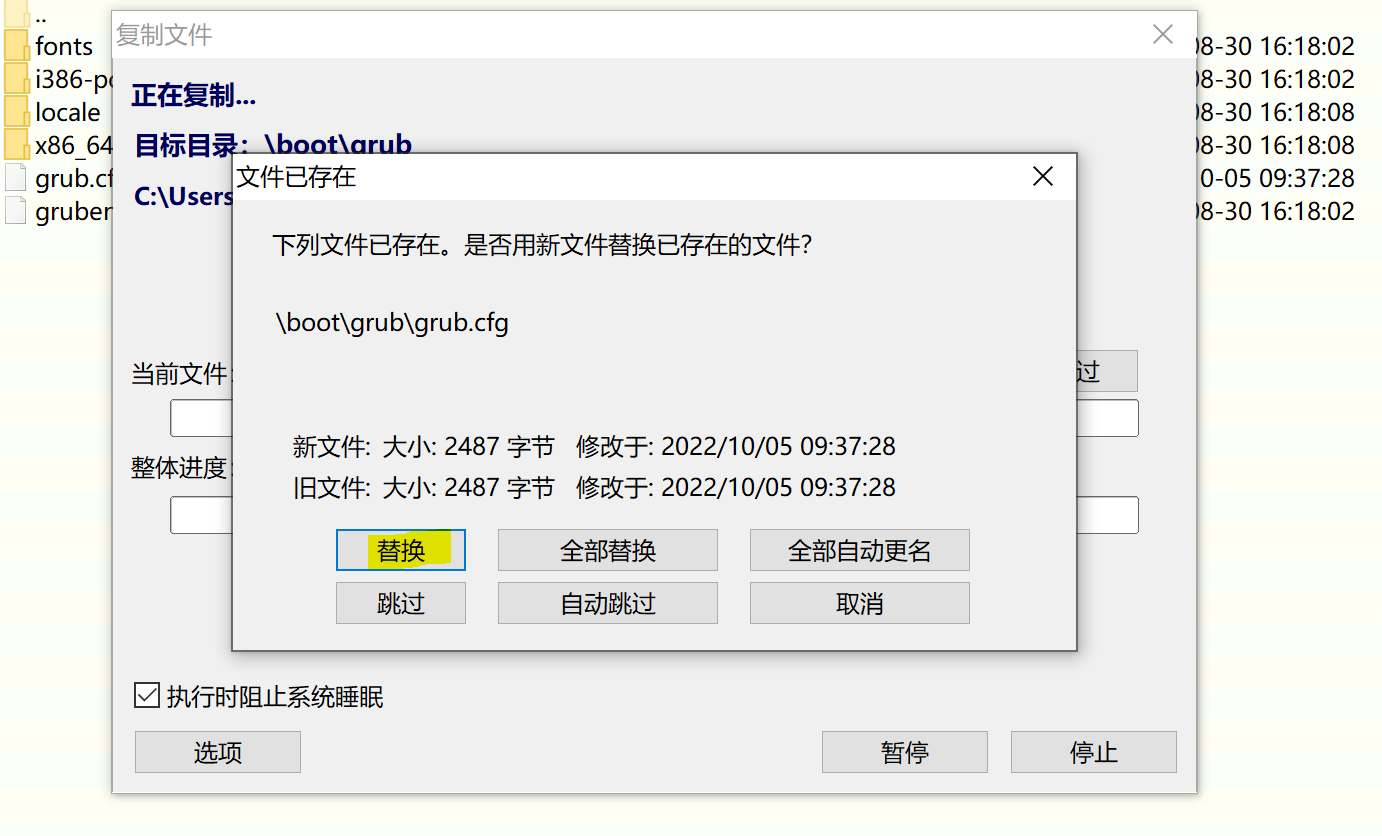 ..
复制文件
fonts
08-30 16:18:02
i386-pc
08-30 16:18:02
正在复制...
locale
08-30 16:18:08
目标目录: \boot\grub
x86_64
08-30 16:18:08
文件已存在
grub.cf
0-05 09:37:28
C:\Users
gruber
08-30 16:18:02
下列文件已存在。是否用新文件替换已存在的文件?
\boot\grub\grub.cfg
当前文件:
过
新文件: 大小: 2487 字节 修改于: 2022/10/05 09:37:28
整体进度:
旧文件: 大小: 2487 字节 修改于: 2022/10/05 09:37:28
替换 全部替换 全部自动更名
跳过 自动跳过 取消
执行时阻止系统睡眠
选项 暂停 停止